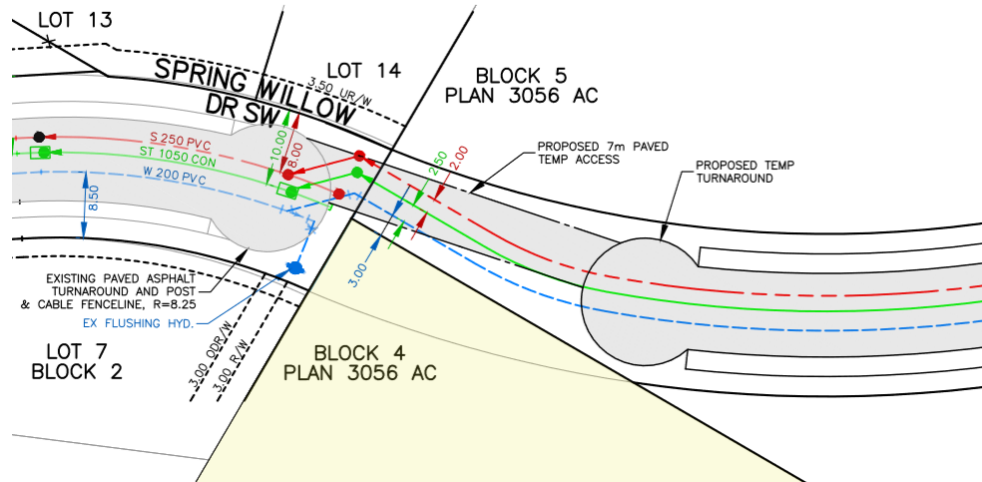 LOT 13
SPRING WILLOW
DR SW
LOT 14
3.50 UR/W
BLOCK 5
PLAN 3056 AC
S 250 PVC
ST 1050 CON
W 200 PVC
10.00
8.00
8.50
2.50
2.00
3.00
PROPOSED 7m PAVED
TEMP ACCESS
PROPOSED TEMP
TURNAROUND
EXISTING PAVED ASPHALT
TURNAROUND AND POST
& CABLE FENCELINE, R=8.25
EX FLUSHING HYD.
LOT 7
BLOCK 2
3.00 ODR/W
3.00 R/W
BLOCK 4
PLAN 3056 AC